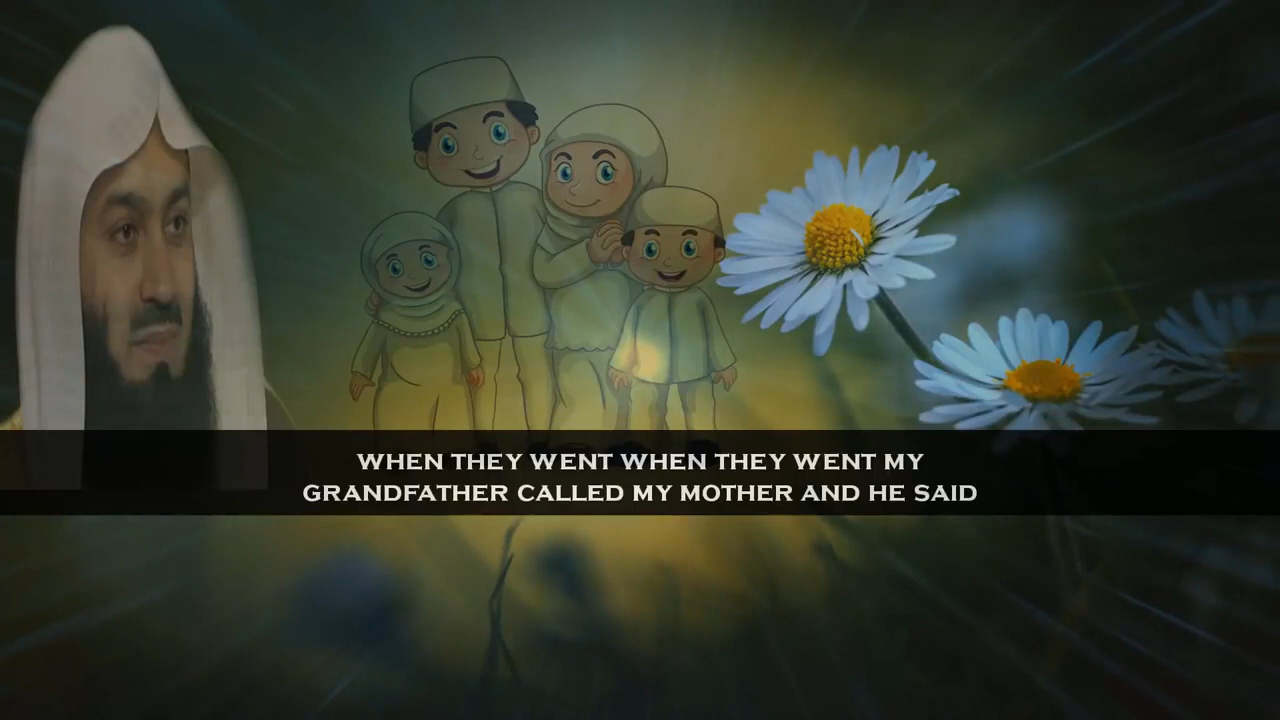 WHEN THEY WENT WHEN THEY WENT MY
GRANDFATHER CALLED MY MOTHER AND HE SAID